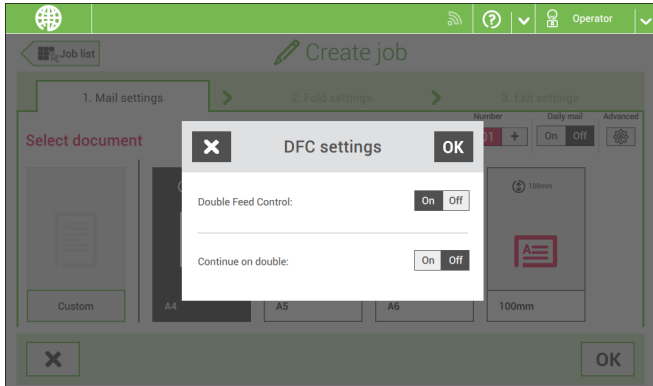 Operator
Job list
Create job
1. Mail settings
2. Fold settings
3. Exit settings
Number
Daily mail
Advanced
Select document
01 +
On Off
DFC settings
OK
Double Feed Control:
On Off
Continue on double:
On Off
100mm
Custom
A4
A5
A6
100mm
OK